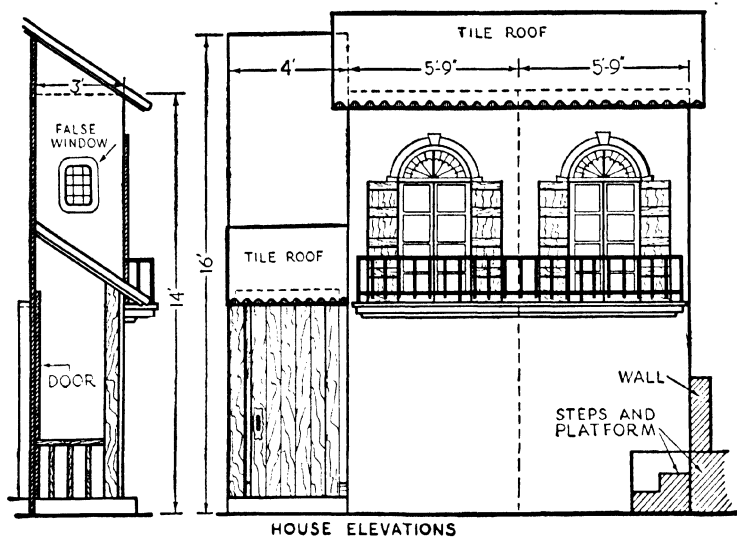 TILE ROOF
3'
4'
5'-9"
5'-9"
FALSE
WINDOW
TILE ROOF
16'
14'
DOOR
WALL
STEPS AND
PLATFORM
HOUSE ELEVATIONS